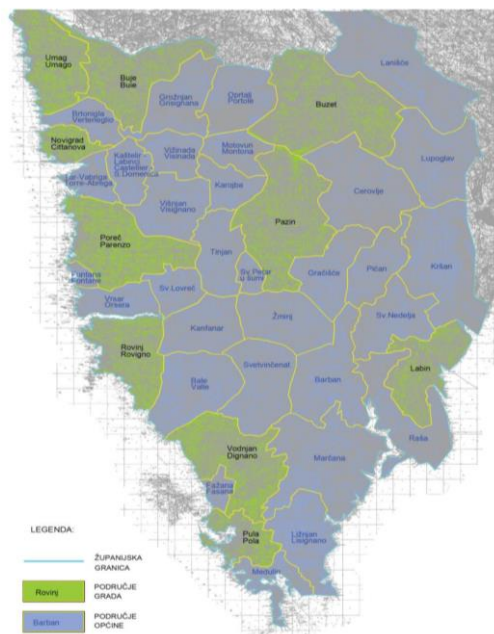 Umag
Umago
Buje
Buie
Grožnjan
Grisignana
Oprtalj
Portole
Lanišće
Buzet
Brtonigla
Verteneglio
Novigrad
Cittanova
Kaštelir
Labinci
Castellier
S.Domenica
Vižinada
Visinada
Motovun
Montona
Lupoglav
Tar-Vabriga
Torre-Abrega
Karojba
Cerovlje
Višnjan
Visignano
Pazin
Poreč
Parenzo
Tinjan
Sv. Petar
u šumi
Gračišće
Pićan
Kršan
Funtana
Fontane
Vrsar
Orsera
Sv.Lovreč
Žminj
Sv.Nedelja
Kanfanar
Rovinj
Rovigno
Svetvinčenat
Labin
Bale
Valle
Barban
Raša
Vodnjan
Dignano
Marčana
Fažana
Fasana
Pula
Pola
Ližnjan
Lisignano
Medulin
LEGENDA:
ŽUPANIJSKA
GRANICA
Rovinj
PODRUČJE
GRADA
Barban
PODRUČJE
OPĆINE